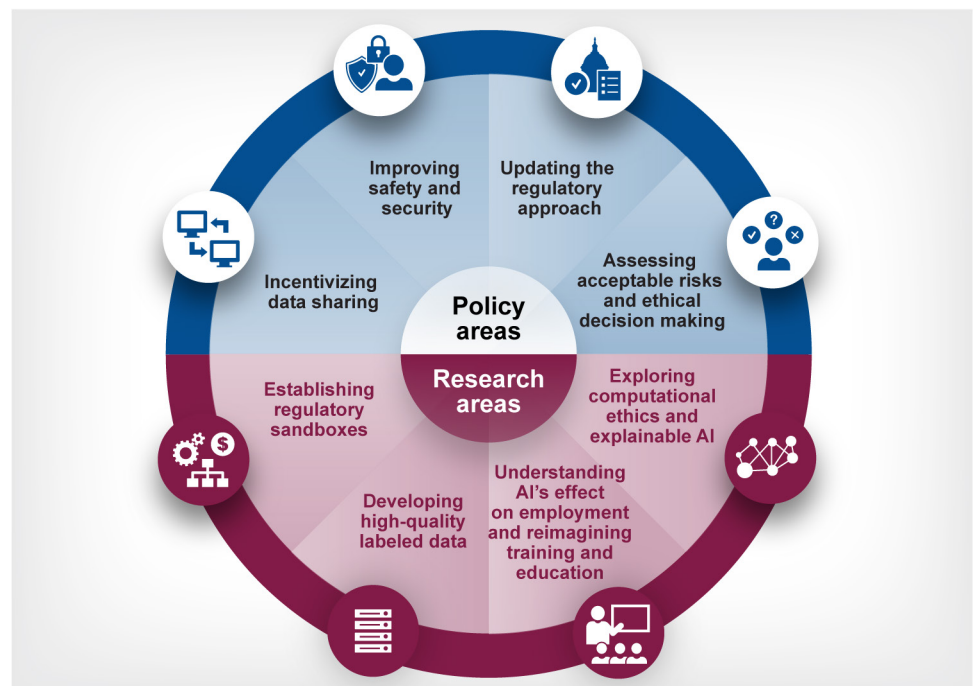 Improving
safety and
security
Updating the
regulatory
approach
Incentivizing
data sharing
Assessing
acceptable risks
and ethical
decision making
Policy
areas
Research
areas
Establishing
regulatory
sandboxes
Exploring
computational
ethics and
explainable AI
Developing
high-quality
labeled data
Understanding
AI's effect
on employment
and reimagining
training and
education
$
?